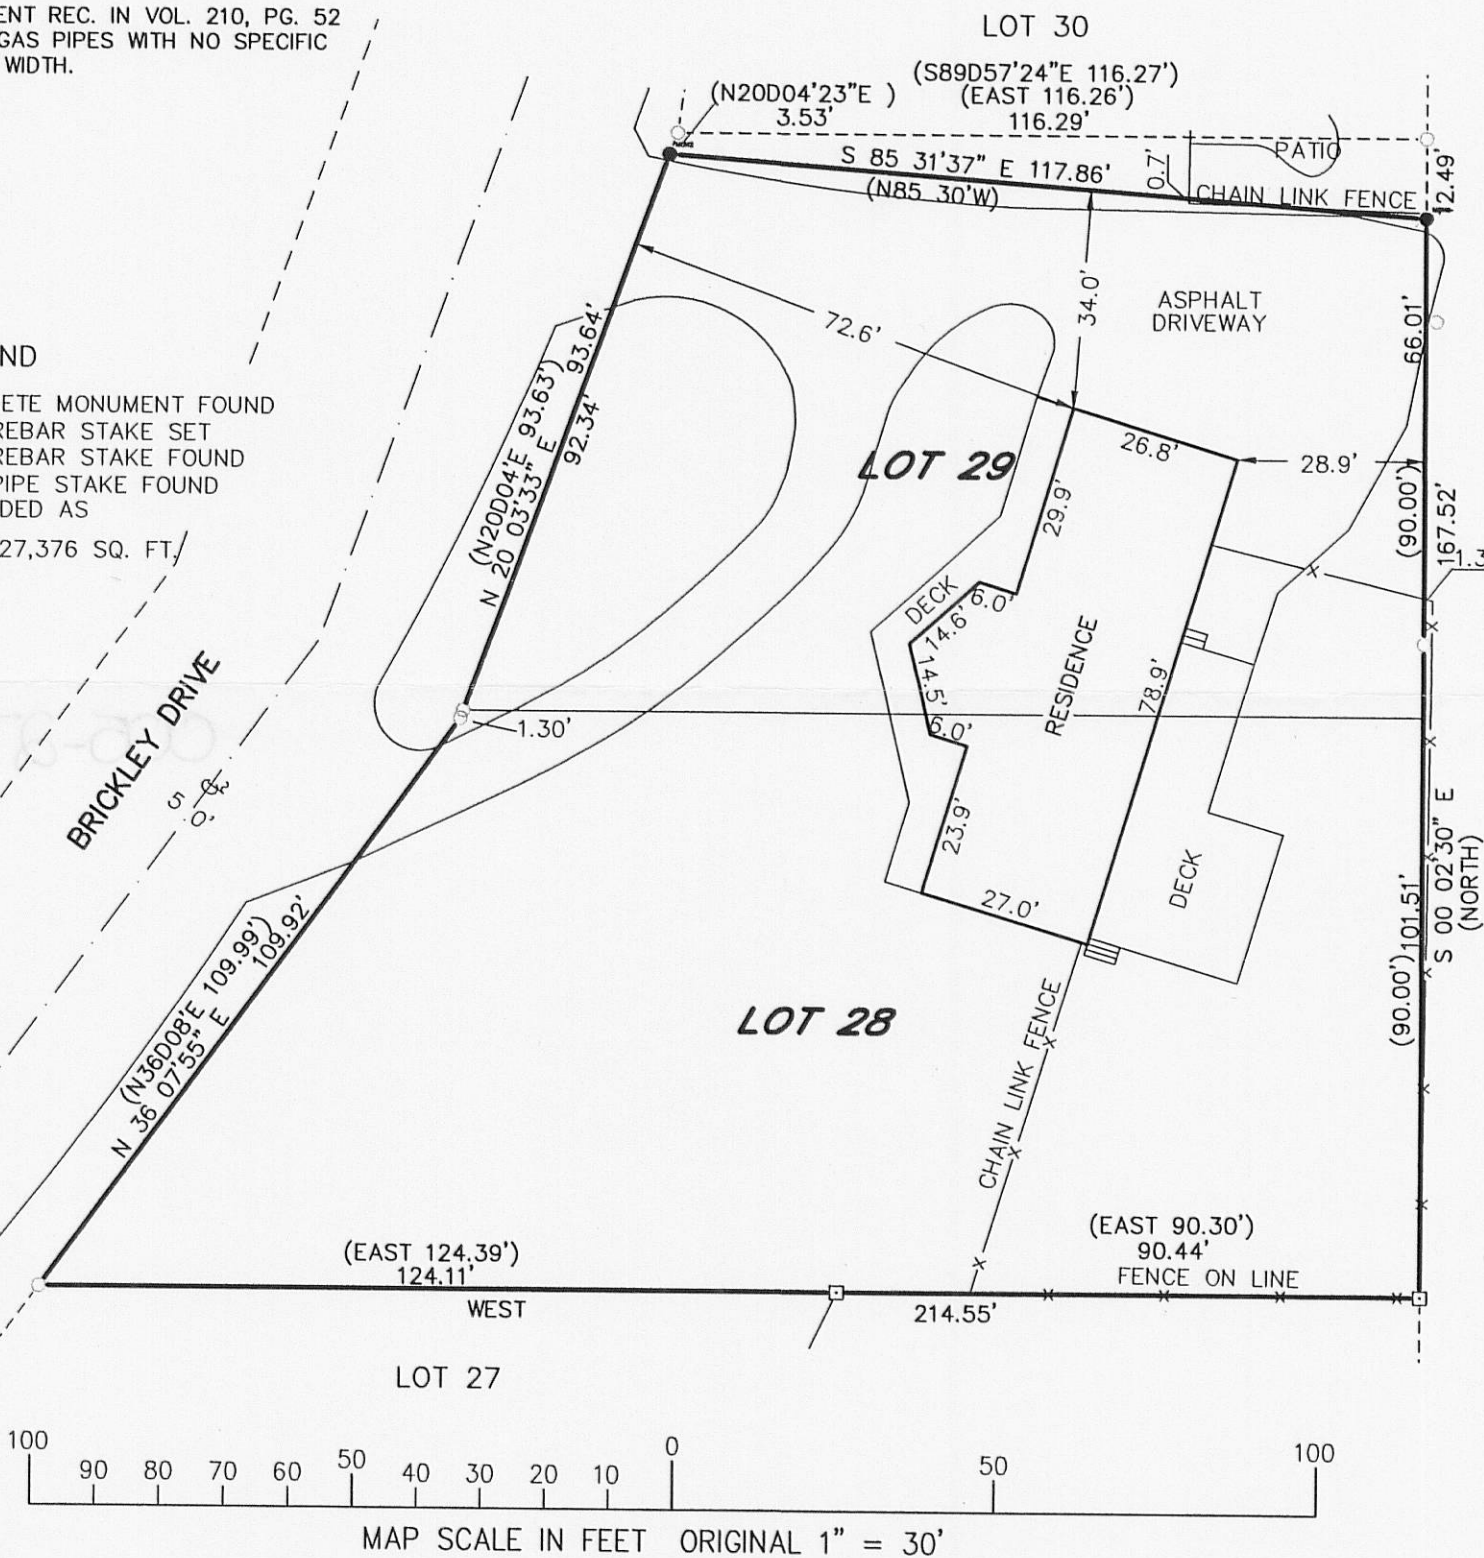 ENT REC. IN VOL. 210, PG. 52
GAS PIPES WITH NO SPECIFIC
WIDTH.
LOT 30
(S89D57'24"E 116.27')
(N20D04'23"E )
(EAST 116.26')
3.53'
116.29'
PATIO
S 85 31'37" E 117.86'
(N85 30'W)
0.7'
CHAIN LINK FENCE
12.49'
34.0'
ASPHALT
DRIVEWAY
72.6'
66.01'
ND
ETE MONUMENT FOUND
REBAR STAKE SET
REBAR STAKE FOUND
PIPE STAKE FOUND
DED AS
27,376 SQ. FT.
(N20D04'E 93.63')
93.64'
N 20 03'33" E
92.34'
LOT 29
26.8'
28.9'
29.9'
(90.00')
167.52'
1.3
DECK
6.0'
14.6'
14.5'
6.0'
RESIDENCE
78.9'
1.30'
BRICKLEY DRIVE
5.0'
23.9'
27.0'
DECK
S 00 02'30" E
(NORTH)
(90.00')
101.51'
(N36D08'E 109.99')
109.92'
N 36 07'55" E
LOT 28
CHAIN LINK FENCE
(EAST 124.39')
124.11'
WEST
(EAST 90.30')
90.44'
FENCE ON LINE
214.55'
LOT 27
100 90 80 70 60 50 40 30 20 10 0 50 100
MAP SCALE IN FEET ORIGINAL 1" = 30'